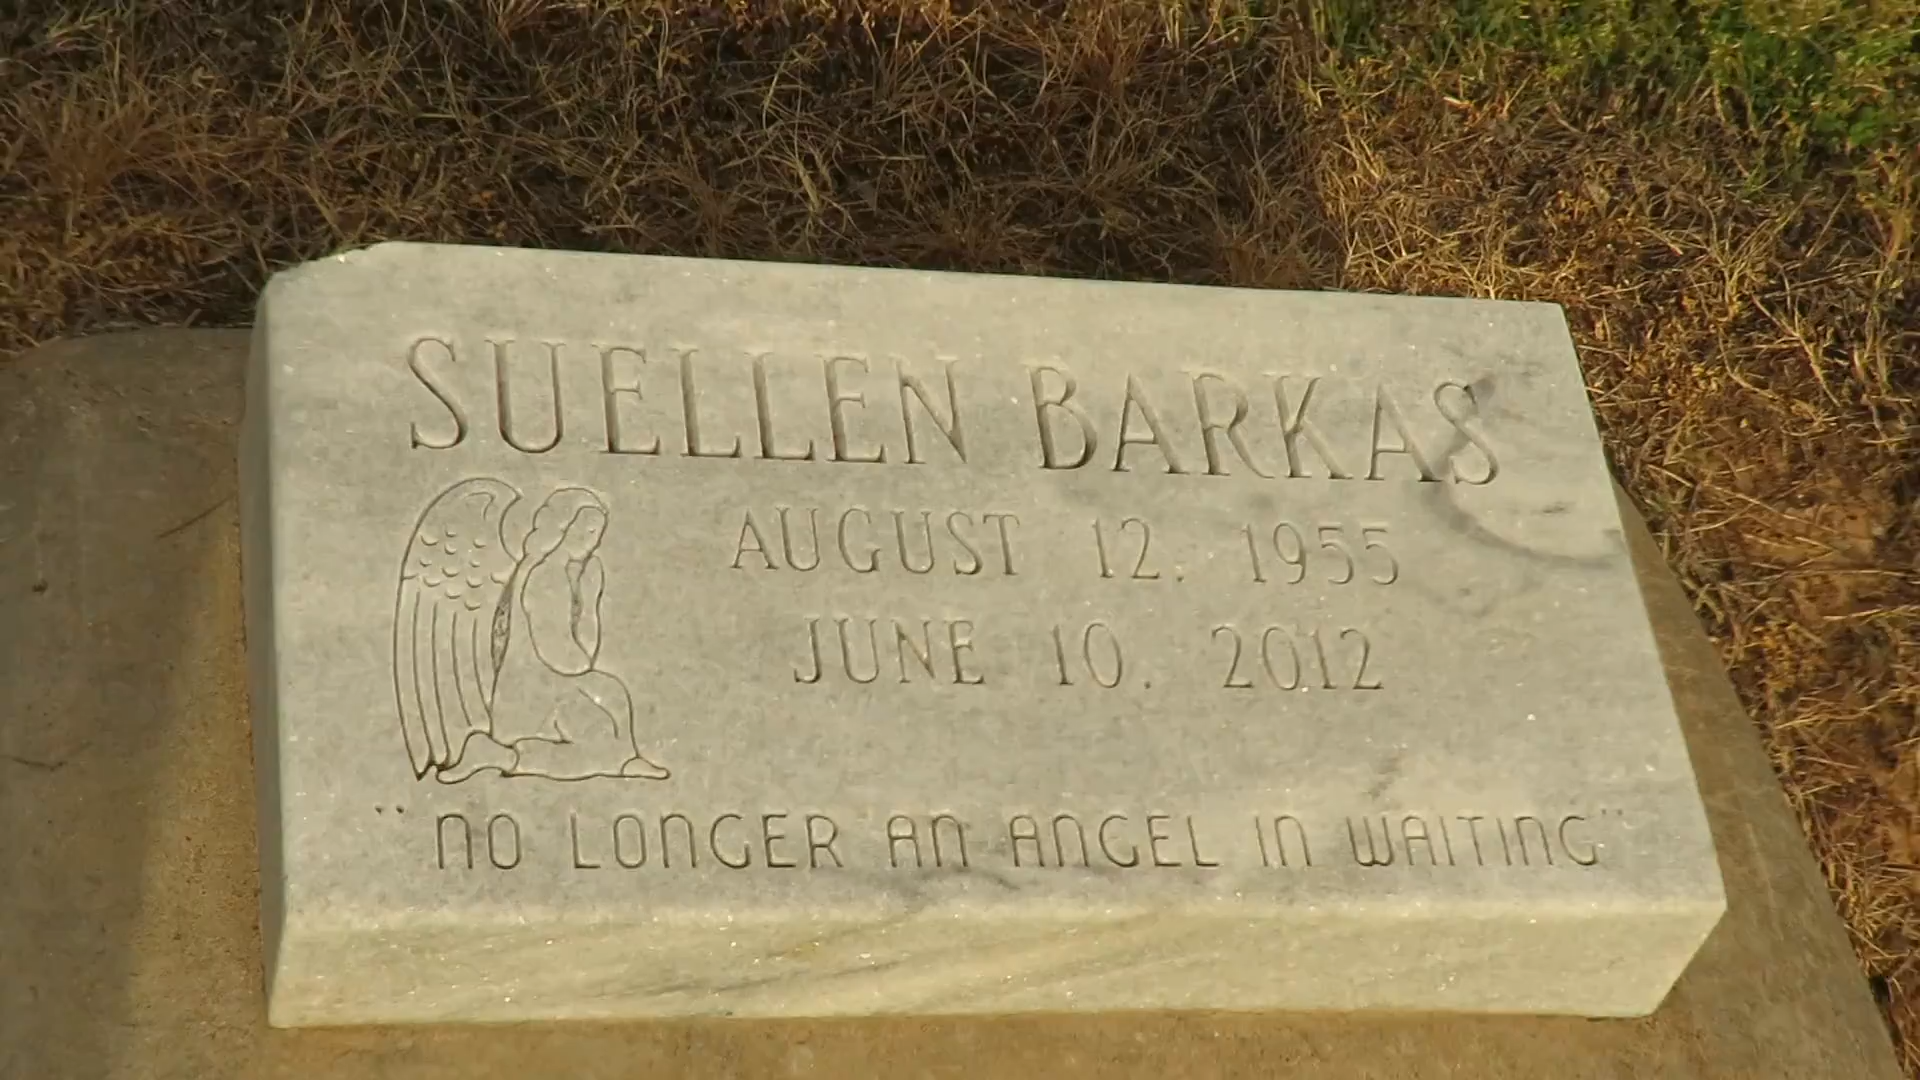 SUELLEN BARKAS
AUGUST 12, 1955
JUNE 10, 2012
"NO LONGER AN ANGEL IN WAITING"